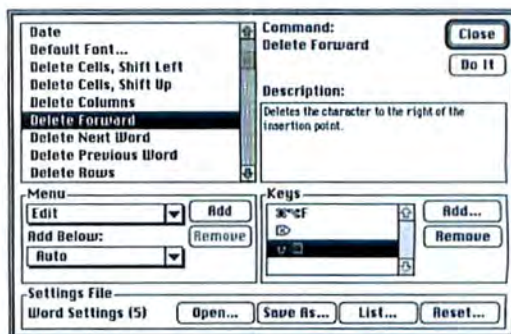 Date
Default Font...
Delete Cells, Shift Left
Delete Cells, Shift Up
Delete Columns
Delete Forward
Delete Next Word
Delete Previous Word
Delete Rows
Command:
Delete Forward
Close
Do It
Description:
Deletes the character to the right of the
insertion point.
Menu
Edit
Add
Add Below:
Remove
Auto
Keys
⌘⌥F
⌦
Add...
Remove
Settings File
Word Settings (5)
Open...
Save As...
List...
Reset...